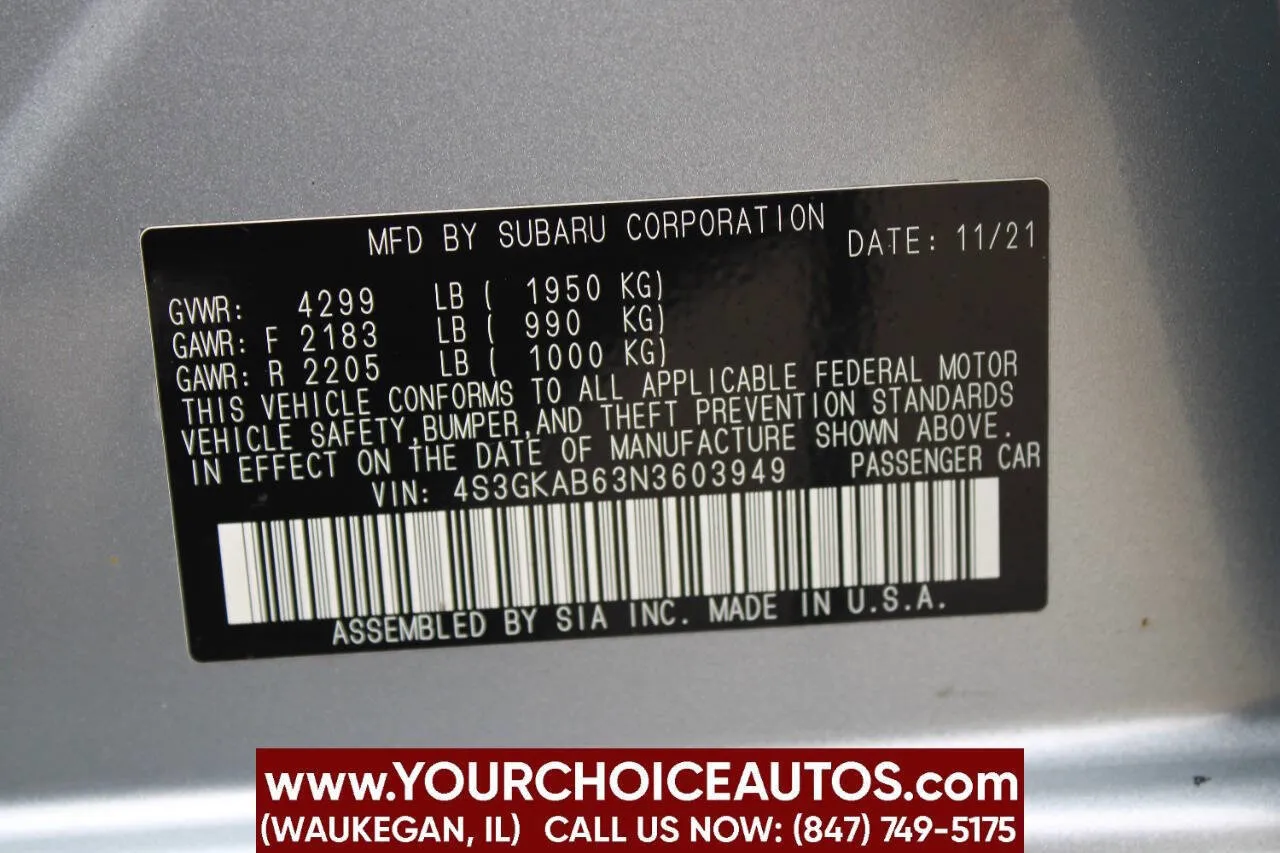 MFD BY SUBARU CORPORATION DATE: 11/21
GVWR: 4299 LB ( 1950 KG)
GAWR: F 2183 LB ( 990 KG)
GAWR: R 2205 LB ( 1000 KG)
THIS VEHICLE CONFORMS TO ALL APPLICABLE FEDERAL MOTOR
VEHICLE SAFETY,BUMPER,AND THEFT PREVENTION STANDARDS
IN EFFECT ON THE DATE OF MANUFACTURE SHOWN ABOVE.
VIN: 4S3GKAB63N3603949 PASSENGER CAR
ASSEMBLED BY SIA INC. MADE IN U.S.A.
www.YOURCHOICEAUTOS.com
(WAUKEGAN, IL) CALL US NOW: (847) 749-5175